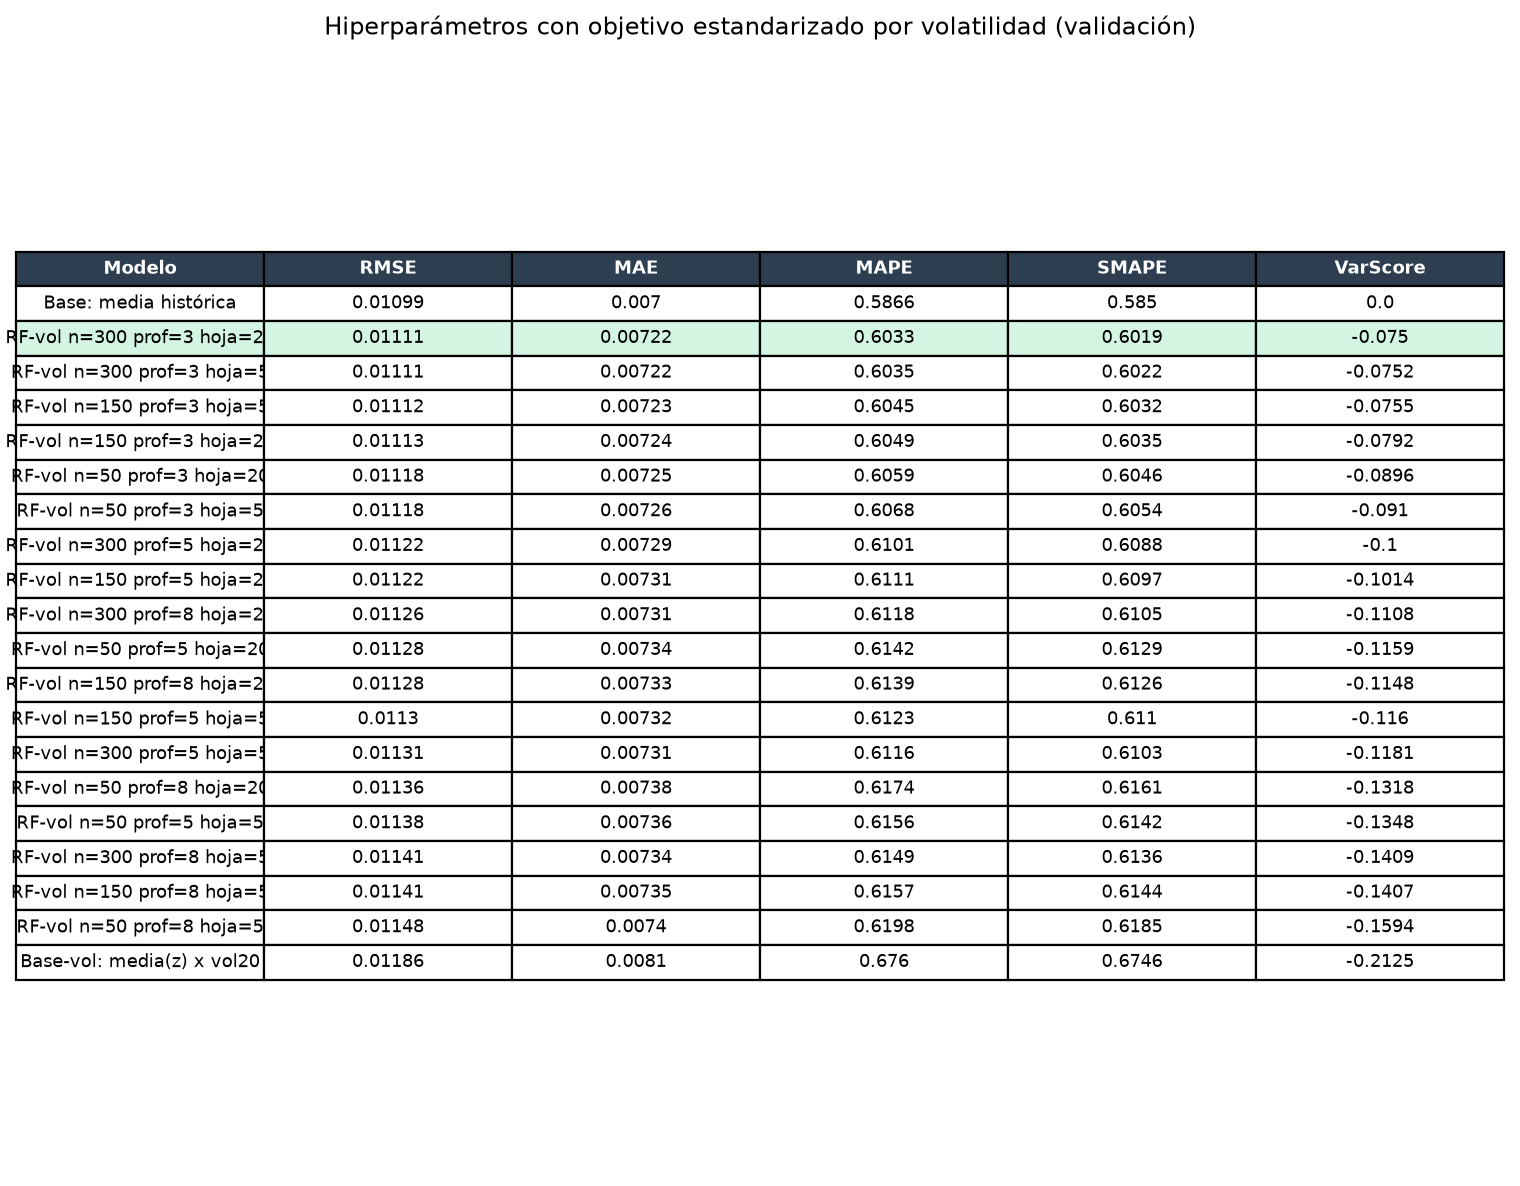 Hiperparámetros con objetivo estandarizado por volatilidad (validación)
Modelo RMSE MAE MAPE SMAPE VarScore
Base: media histórica 0.01099 0.007 0.5866 0.585 0.0
RF-vol n=300 prof=3 hoja=2 0.01111 0.00722 0.6033 0.6019 -0.075
RF-vol n=300 prof=3 hoja=5 0.01111 0.00722 0.6035 0.6022 -0.0752
RF-vol n=150 prof=3 hoja=5 0.01112 0.00723 0.6045 0.6032 -0.0755
RF-vol n=150 prof=3 hoja=2 0.01113 0.00724 0.6049 0.6035 -0.0792
RF-vol n=50 prof=3 hoja=20 0.01118 0.00725 0.6059 0.6046 -0.0896
RF-vol n=50 prof=3 hoja=5 0.01118 0.00726 0.6068 0.6054 -0.091
RF-vol n=300 prof=5 hoja=2 0.01122 0.00729 0.6101 0.6088 -0.1
RF-vol n=150 prof=5 hoja=2 0.01122 0.00731 0.6111 0.6097 -0.1014
RF-vol n=300 prof=8 hoja=2 0.01126 0.00731 0.6118 0.6105 -0.1108
RF-vol n=50 prof=5 hoja=20 0.01128 0.00734 0.6142 0.6129 -0.1159
RF-vol n=150 prof=8 hoja=2 0.01128 0.00733 0.6139 0.6126 -0.1148
RF-vol n=150 prof=5 hoja=5 0.0113 0.00732 0.6123 0.611 -0.116
RF-vol n=300 prof=5 hoja=5 0.01131 0.00731 0.6116 0.6103 -0.1181
RF-vol n=50 prof=8 hoja=20 0.01136 0.00738 0.6174 0.6161 -0.1318
RF-vol n=50 prof=5 hoja=5 0.01138 0.00736 0.6156 0.6142 -0.1348
RF-vol n=300 prof=8 hoja=5 0.01141 0.00734 0.6149 0.6136 -0.1409
RF-vol n=150 prof=8 hoja=5 0.01141 0.00735 0.6157 0.6144 -0.1407
RF-vol n=50 prof=8 hoja=5 0.01148 0.0074 0.6198 0.6185 -0.1594
Base-vol: media(z) x vol20 0.01186 0.0081 0.676 0.6746 -0.2125